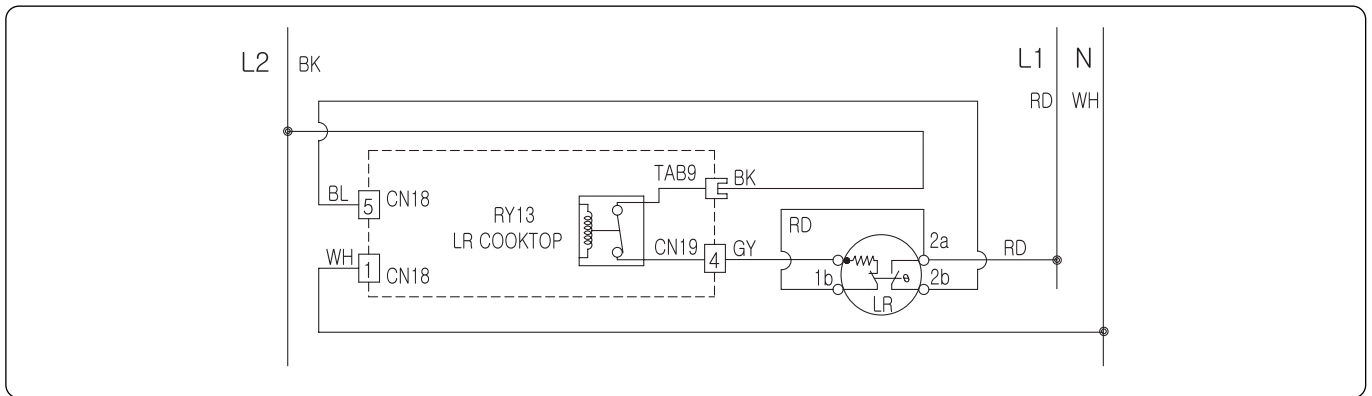 L2 BK
L1 N
RD WH
TAB9 BK
BL 5 CN18
RY13
LR COOKTOP
RD
2a
CN19 4 GY
RD
WH 1 CN18
1b
θ
2b
LR